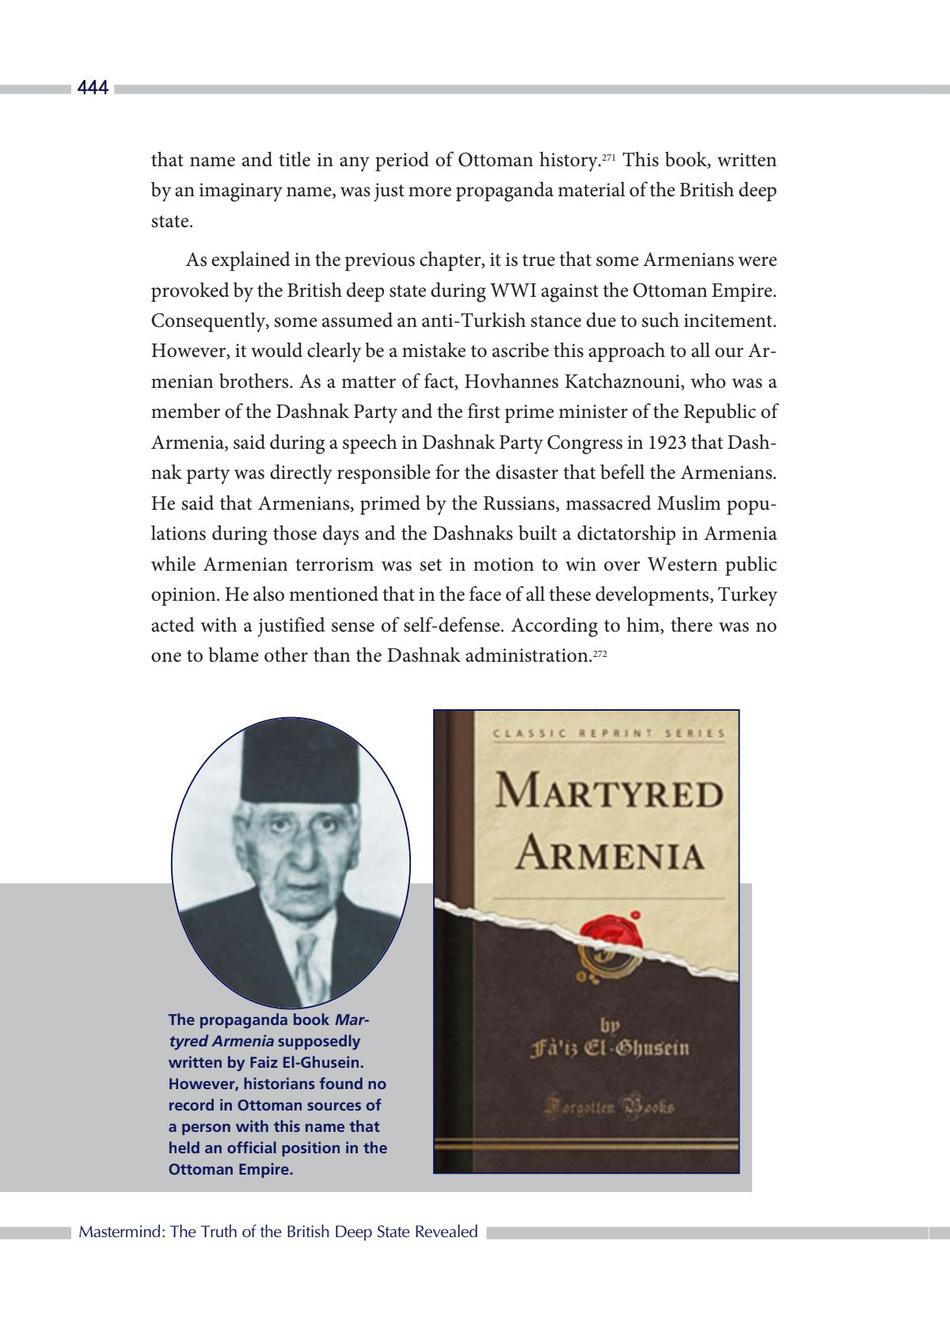 444
that name and title in any period of Ottoman history.271 This book, written
by an imaginary name, was just more propaganda material of the British deep
state.
As explained in the previous chapter, it is true that some Armenians were
provoked by the British deep state during WWI against the Ottoman Empire.
Consequently, some assumed an anti-Turkish stance due to such incitement.
However, it would clearly be a mistake to ascribe this approach to all our Ar-
menian brothers. As a matter of fact, Hovhannes Katchaznouni, who was a
member of the Dashnak Party and the first prime minister of the Republic of
Armenia, said during a speech in Dashnak Party Congress in 1923 that Dash-
nak party was directly responsible for the disaster that befell the Armenians.
He said that Armenians, primed by the Russians, massacred Muslim popu-
lations during those days and the Dashnaks built a dictatorship in Armenia
while Armenian terrorism was set in motion to win over Western public
opinion. He also mentioned that in the face of all these developments, Turkey
acted with a justified sense of self-defense. According to him, there was no
one to blame other than the Dashnak administration.272
CLASSIC REPRINT SERIES
MARTYRED
ARMENIA
by
Fà'iz El-Ghusein
Forgotten Books
The propaganda book Mar-
tyred Armenia supposedly
written by Faiz El-Ghusein.
However, historians found no
record in Ottoman sources of
a person with this name that
held an official position in the
Ottoman Empire.
Mastermind: The Truth of the British Deep State Revealed